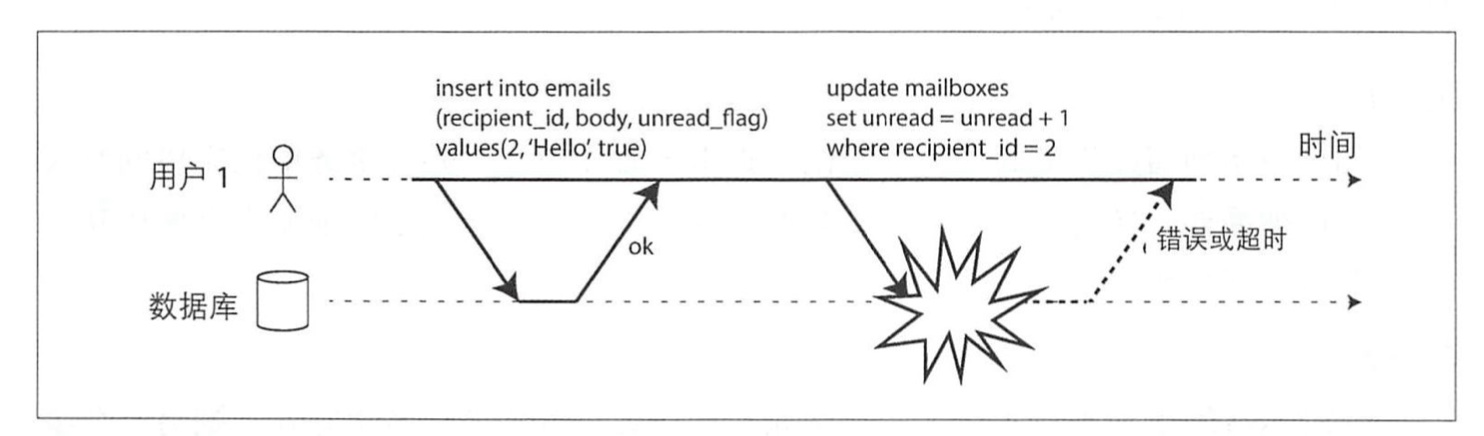 insert into emails
(recipient_id, body, unread_flag)
values(2, ‘Hello’, true)
update mailboxes
set unread = unread + 1
where recipient_id = 2
时间
用户 1
ok
错误或超时
数据库